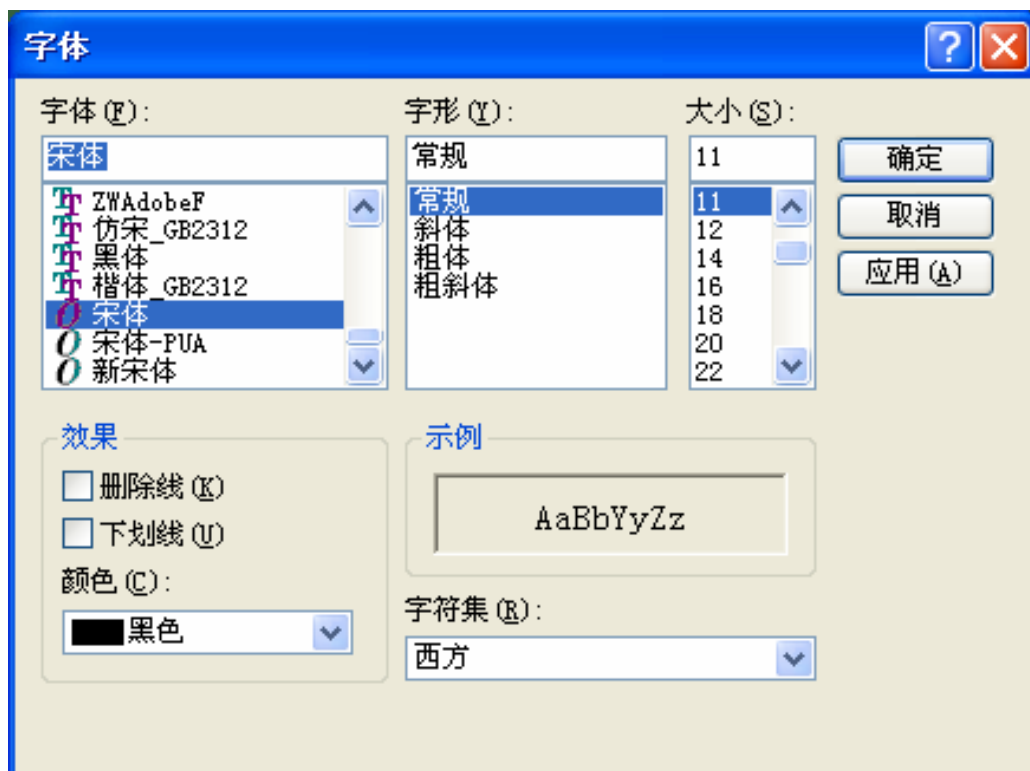 字体
字体(F):
字形(Y):
大小(S):
宋体
常规
11
确定
ZWAdobeF
仿宋_GB2312
黑体
楷体_GB2312
宋体
宋体-PUA
新宋体
常规
斜体
粗体
粗斜体
11
12
14
16
18
20
22
取消
应用(A)
效果
删除线(K)
下划线(U)
颜色(C):
黑色
示例
AaBbYyZz
字符集(R):
西方